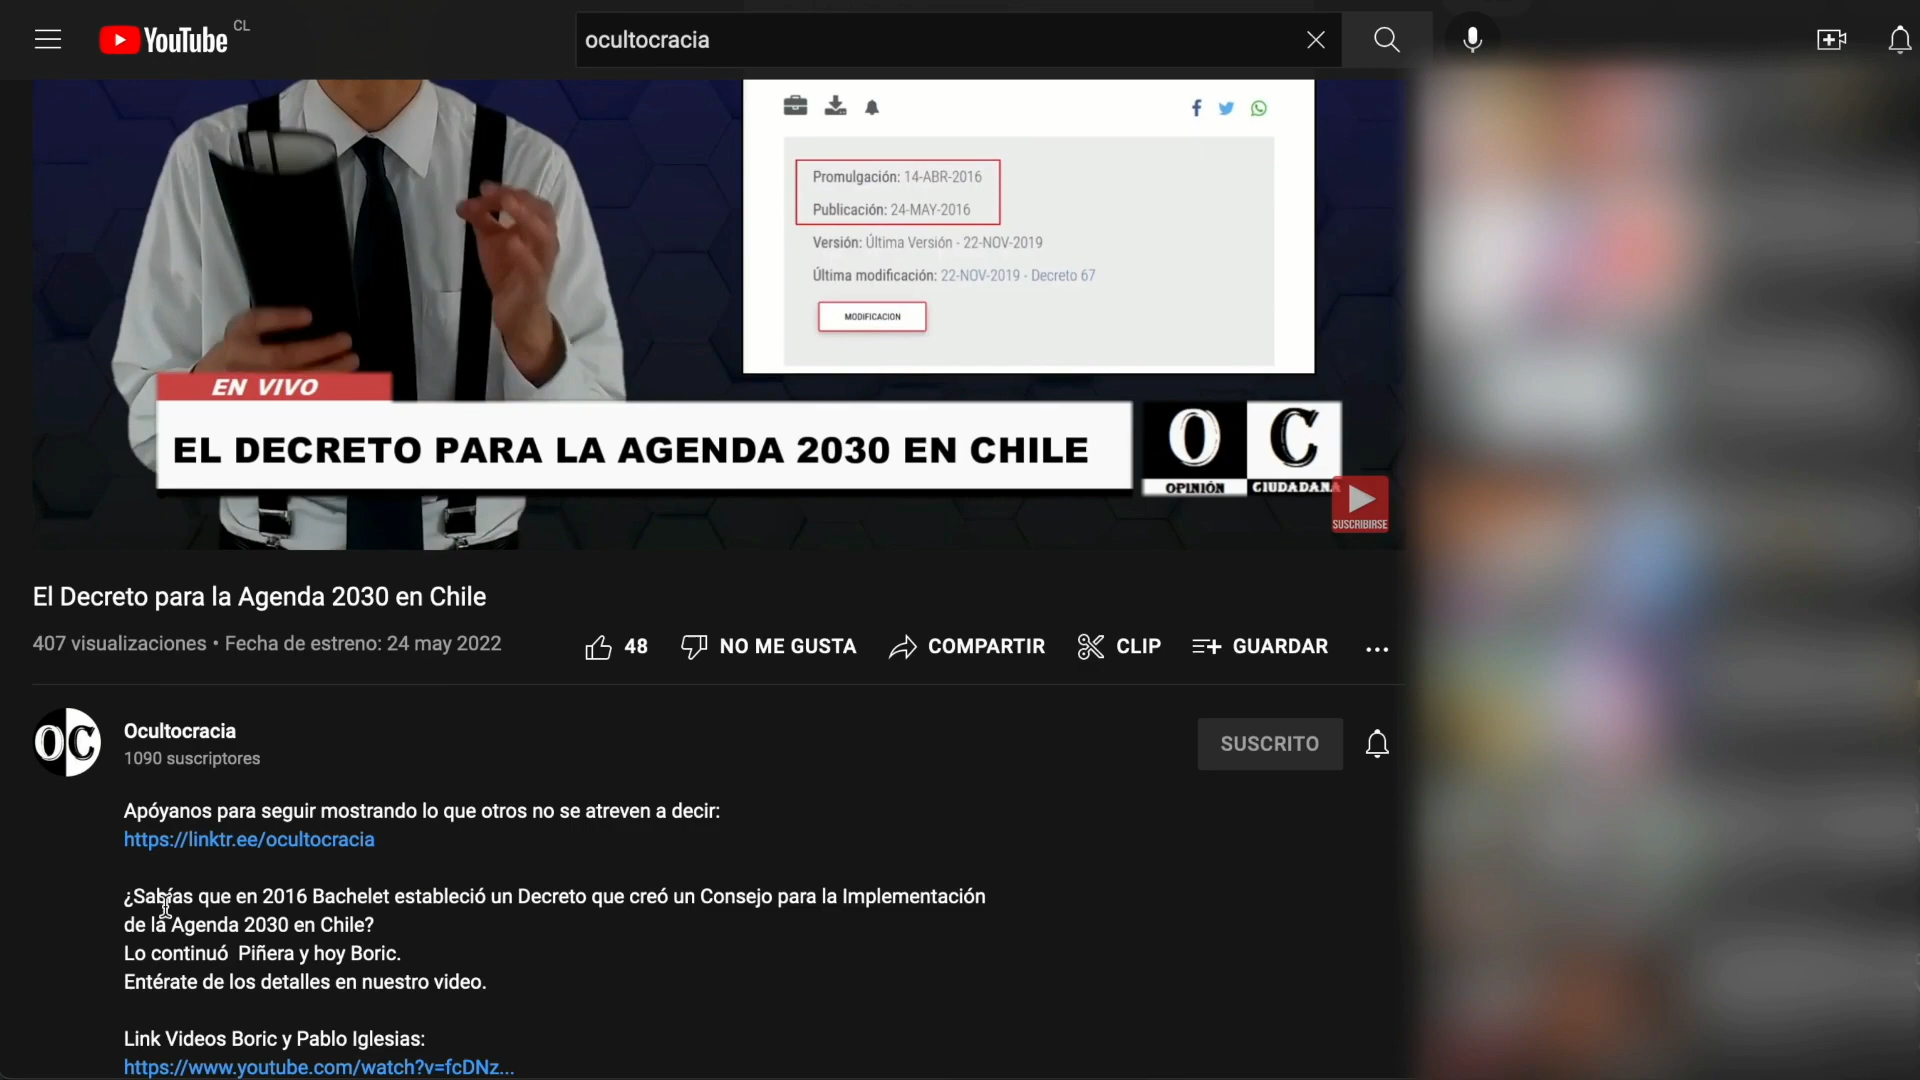 YouTube CL
ocultocracia
Promulgación: 14-ABR-2016
Publicación: 24-MAY-2016
Versión: Última Versión - 22-NOV-2019
Última modificación: 22-NOV-2019 - Decreto 67
MODIFICACION
EN VIVO
EL DECRETO PARA LA AGENDA 2030 EN CHILE
O C
OPINIÓN CIUDADANA
SUSCRIBIRSE
El Decreto para la Agenda 2030 en Chile
407 visualizaciones • Fecha de estreno: 24 may 2022
48 NO ME GUSTA COMPARTIR CLIP GUARDAR ...
OC
Ocultocracia
1090 suscriptores
SUSCRITO
Apóyanos para seguir mostrando lo que otros no se atreven a decir:
https://linktr.ee/ocultocracia
¿Sabías que en 2016 Bachelet estableció un Decreto que creó un Consejo para la Implementación
de la Agenda 2030 en Chile?
Lo continuó  Piñera y hoy Boric.
Entérate de los detalles en nuestro video.
Link Videos Boric y Pablo Iglesias:
https://www.youtube.com/watch?v=fcDNz...